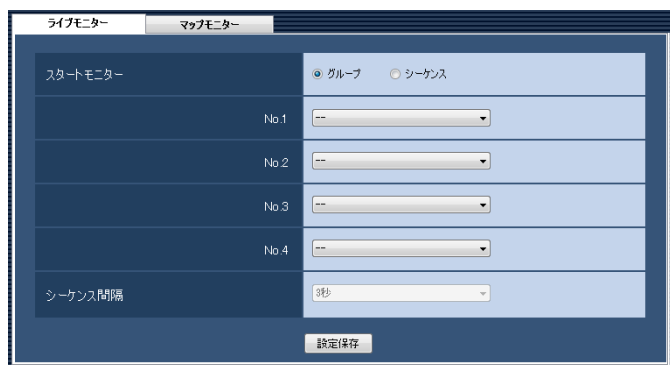 ライブモニター マップモニター
スタートモニター グループ シーケンス
No.1 --
No.2 --
No.3 --
No.4 --
シーケンス間隔 3秒
設定保存